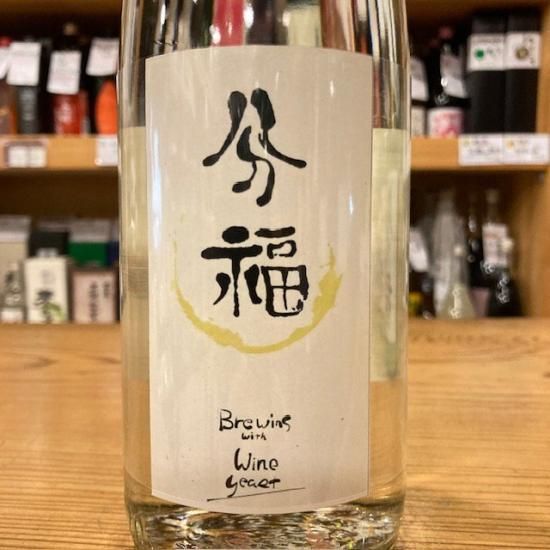 分福
Brewing
with
Wine
yeast